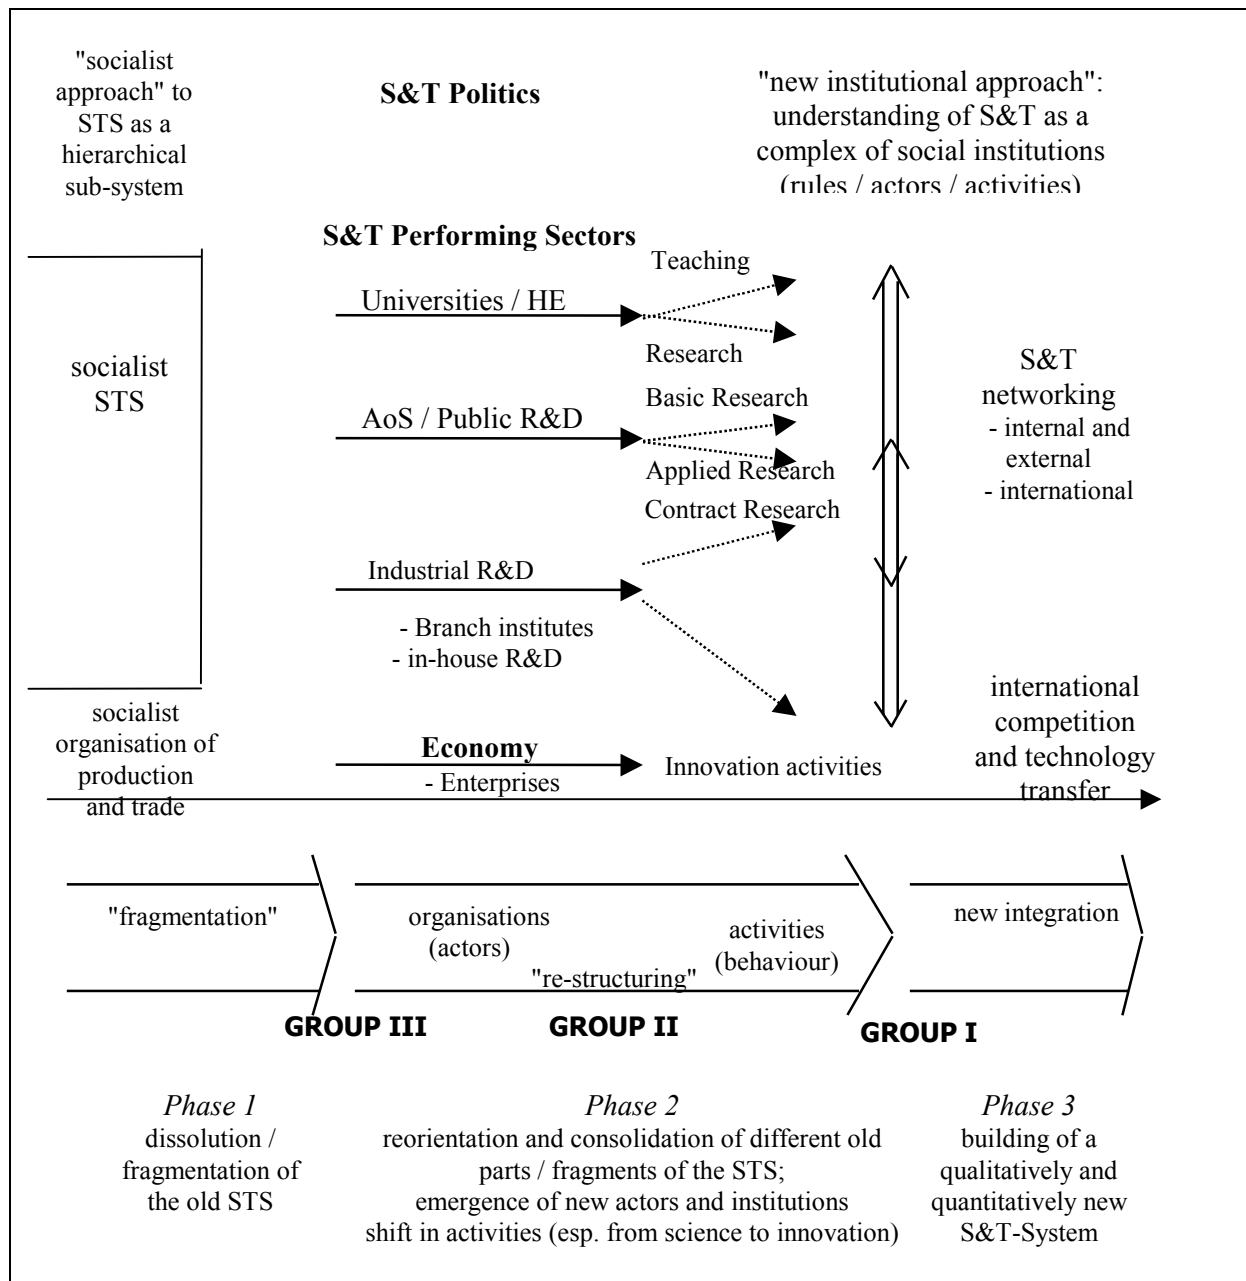 "socialist
approach" to
STS as a
hierarchical
sub-system
S&T Politics
"new institutional approach":
understanding of S&T as a
complex of social institutions
(rules / actors / activities)
S&T Performing Sectors
Teaching
Universities / HE
Research
socialist
STS
S&T
networking
- internal and
external
- international
Basic Research
AoS / Public R&D
Applied Research
Contract Research
Industrial R&D
- Branch institutes
- in-house R&D
socialist
organisation of
production
and trade
Economy
- Enterprises
Innovation activities
international
competition
and technology
transfer
"fragmentation"
organisations
(actors)
"re-structuring"
activities
(behaviour)
new integration
GROUP III
GROUP II
GROUP I
Phase 1
dissolution /
fragmentation of
the old STS
Phase 2
reorientation and consolidation of different old
parts / fragments of the STS;
emergence of new actors and institutions
shift in activities (esp. from science to innovation)
Phase 3
building of a
qualitatively and
quantitatively new
S&T-System